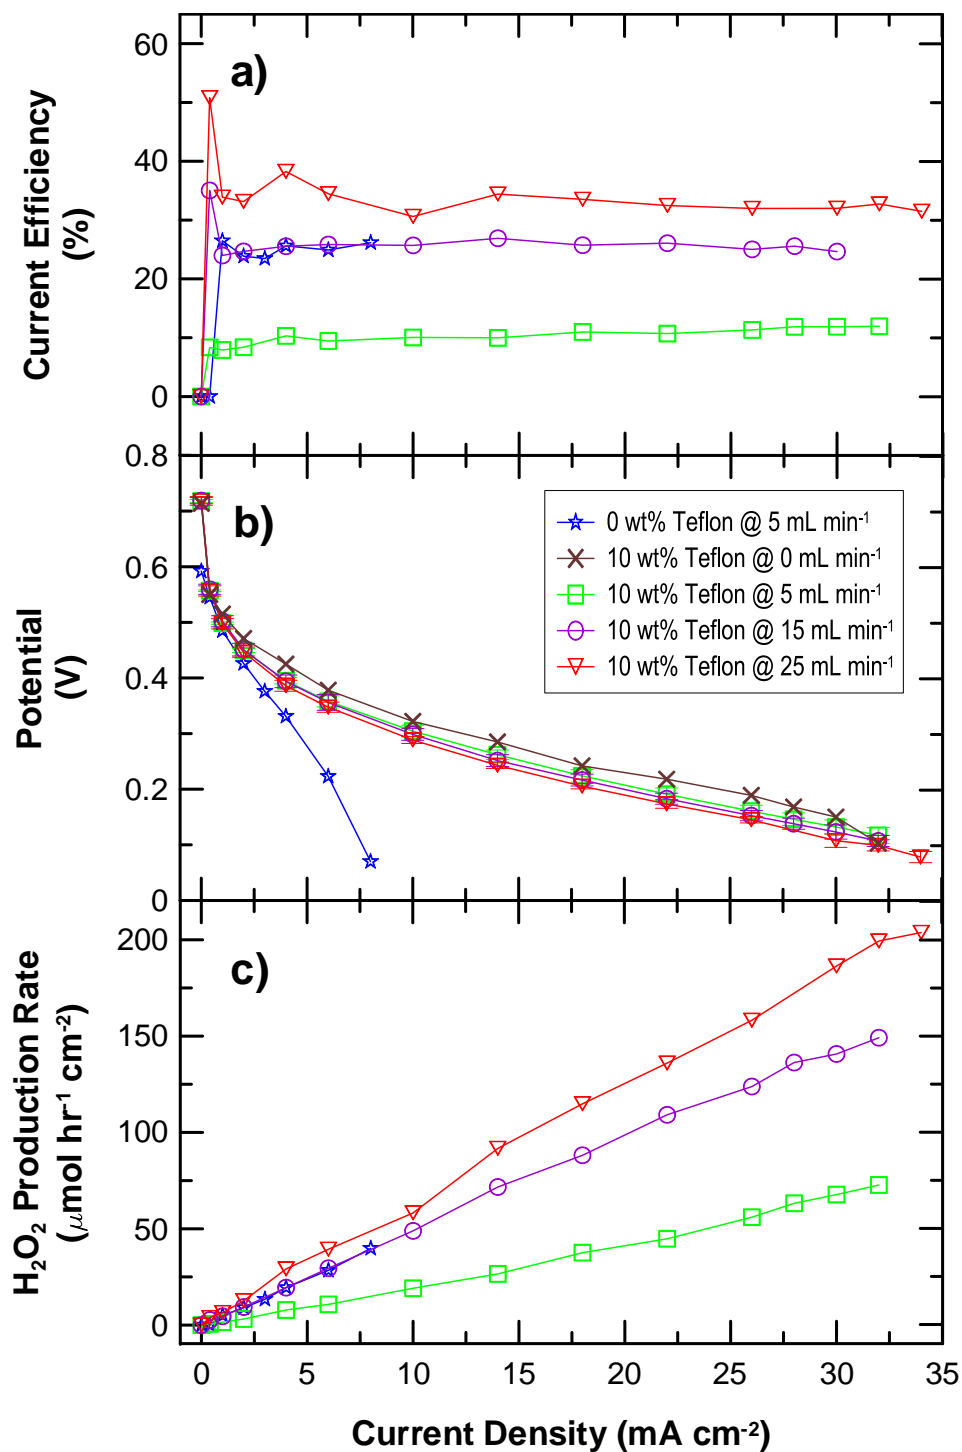 a)
60
40
20
0
Current Efficiency
(%)
b)
0.8
0.6
0.4
0.2
0
Potential
(V)
0 wt% Teflon @ 5 mL min⁻¹
10 wt% Teflon @ 0 mL min⁻¹
10 wt% Teflon @ 5 mL min⁻¹
10 wt% Teflon @ 15 mL min⁻¹
10 wt% Teflon @ 25 mL min⁻¹
c)
200
150
100
50
0
H₂O₂ Production Rate
(μmol hr⁻¹ cm⁻²)
0 5 10 15 20 25 30 35
Current Density (mA cm⁻²)